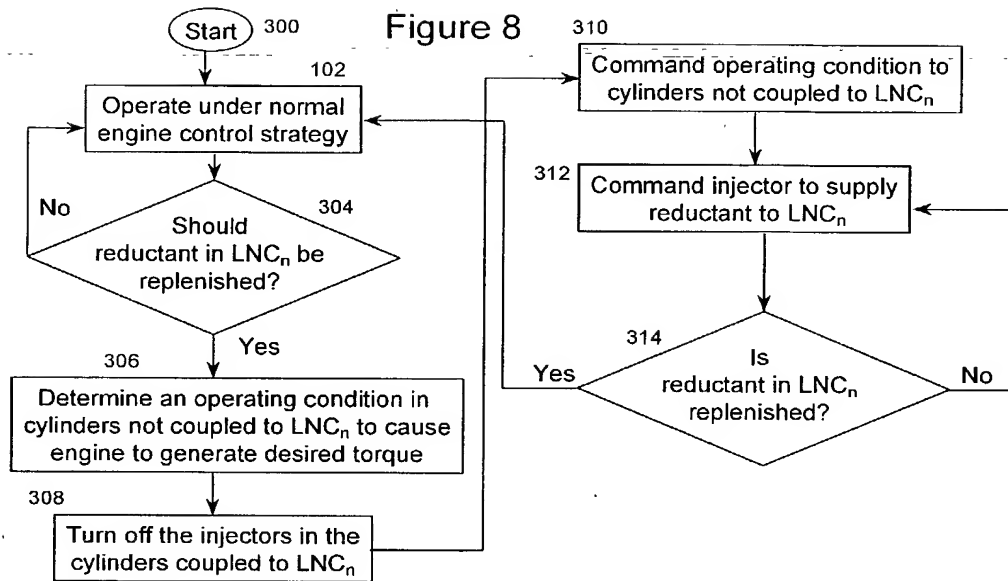 Figure 8
Start
300
102
Operate under normal
engine control strategy
No
304
Should
reductant in LNCn be
replenished?
Yes
306
Determine an operating condition in
cylinders not coupled to LNCn to cause
engine to generate desired torque
308
Turn off the injectors in the
cylinders coupled to LNCn
310
Command operating condition to
cylinders not coupled to LNCn
312
Command injector to supply
reductant to LNCn
314
Is
reductant in LNCn
replenished?
Yes
No